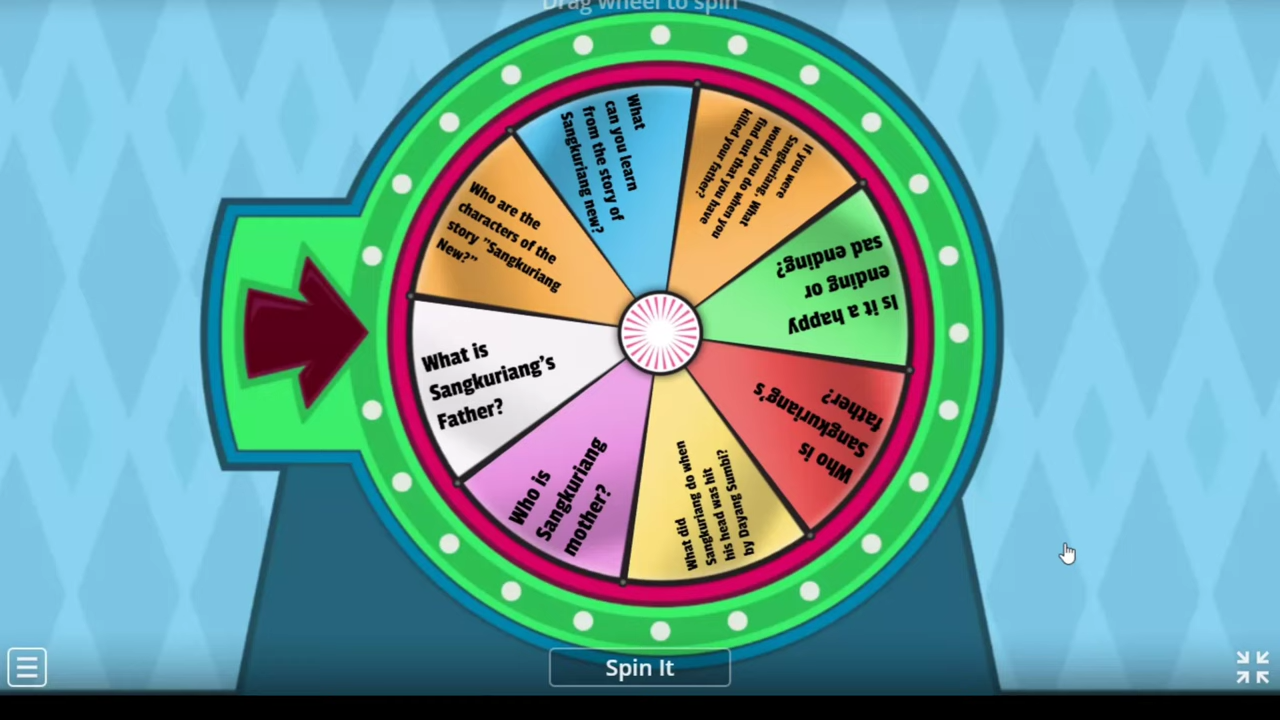 Drag wheel to spin
What
can you learn
from the story of
Sangkuriang new?
If you were
Sangkuriang, What
would you do when you
find out that you have
killed your father?
Is it a happy
ending or
sad ending?
Who is
Sangkuriang's
father?
What did
Sangkuriang do when
his head was hit
by Dayang Sumbi?
Who is
Sangkuriang
mother?
What is
Sangkuriang's
Father?
Who are the
characters of the
story "Sangkuriang
New?"
Spin It